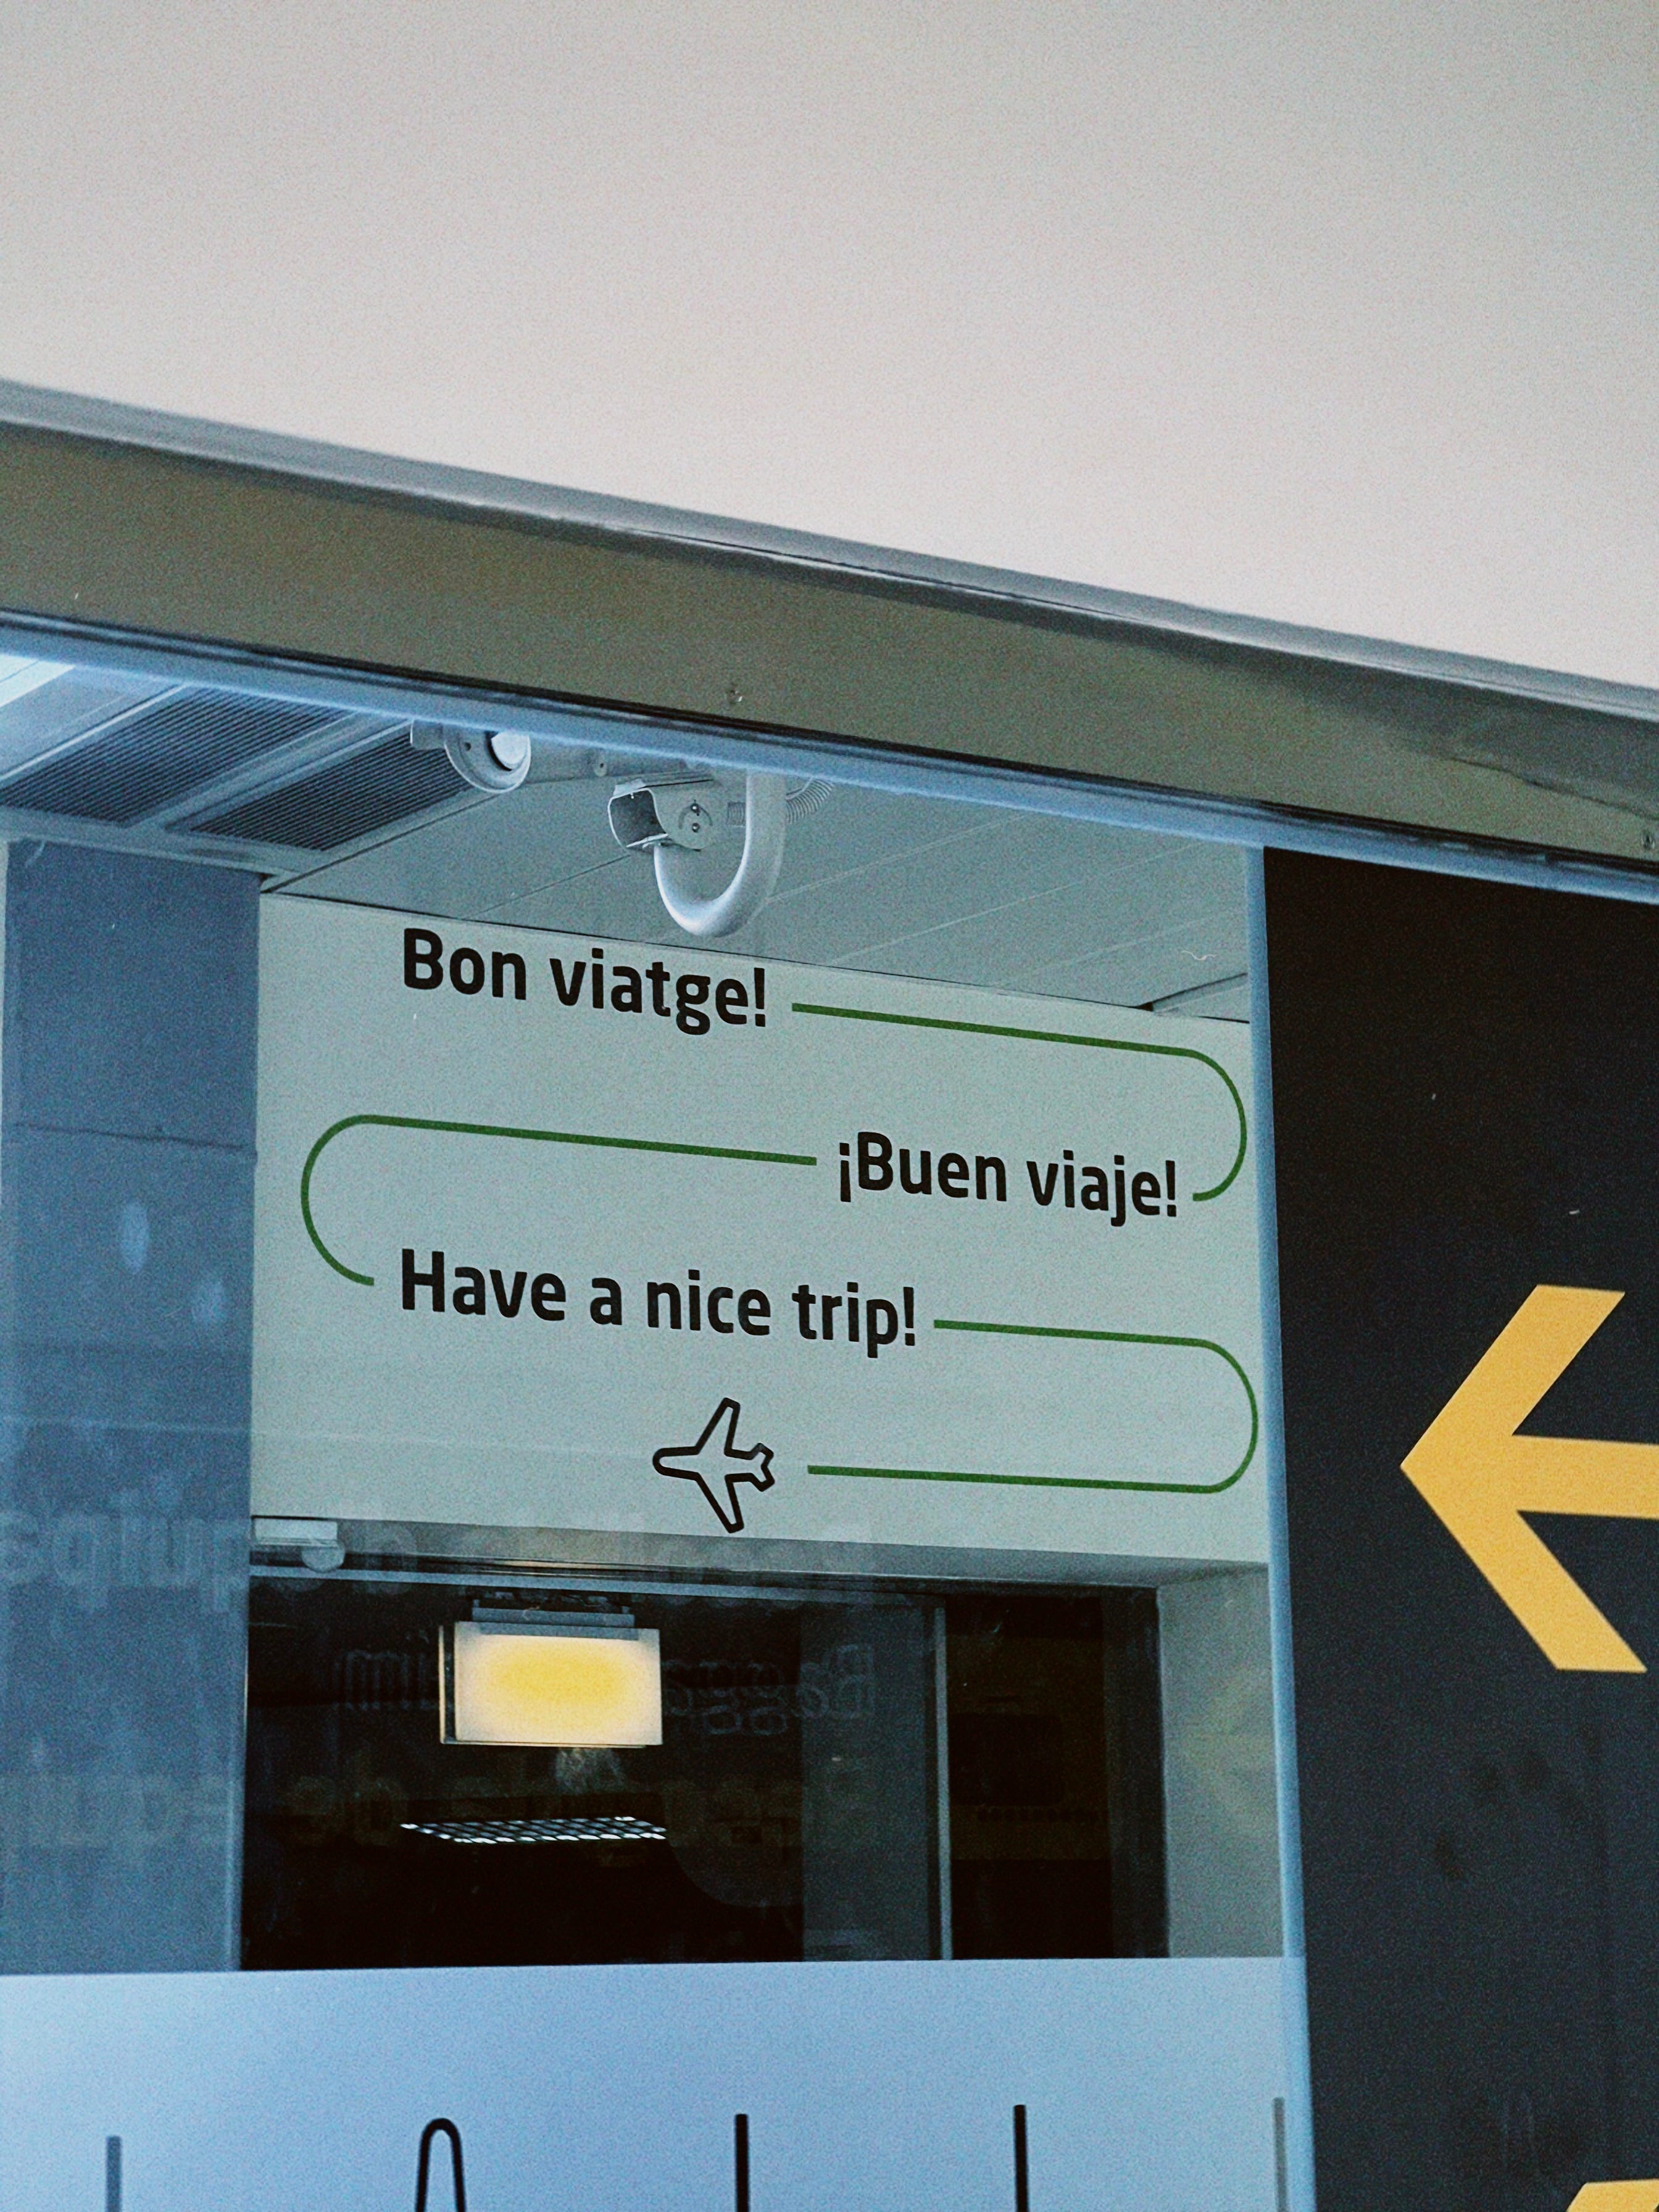 Bon viatge!
¡Buen viaje!
Have a nice trip!